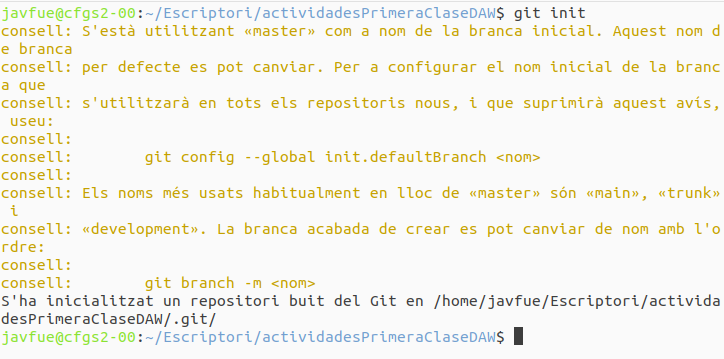 javfue@cfgs2-00:~/Escriptori/actividadesPrimeraClaseDAW$ git init
consell: S'està utilitzant «master» com a nom de la branca inicial. Aquest nom d
e branca
consell: per defecte es pot canviar. Per a configurar el nom inicial de la branc
a que
consell: s'utilitzarà en tots els repositoris nous, i que suprimirà aquest avís,
 useu:
consell:
consell:        git config --global init.defaultBranch <nom>
consell:
consell: Els noms més usats habitualment en lloc de «master» són «main», «trunk»
 i
consell: «development». La branca acabada de crear es pot canviar de nom amb l'o
rdre:
consell:
consell:        git branch -m <nom>
S'ha inicialitzat un repositori buit del Git en /home/javfue/Escriptori/activida
desPrimeraClaseDAW/.git/
javfue@cfgs2-00:~/Escriptori/actividadesPrimeraClaseDAW$